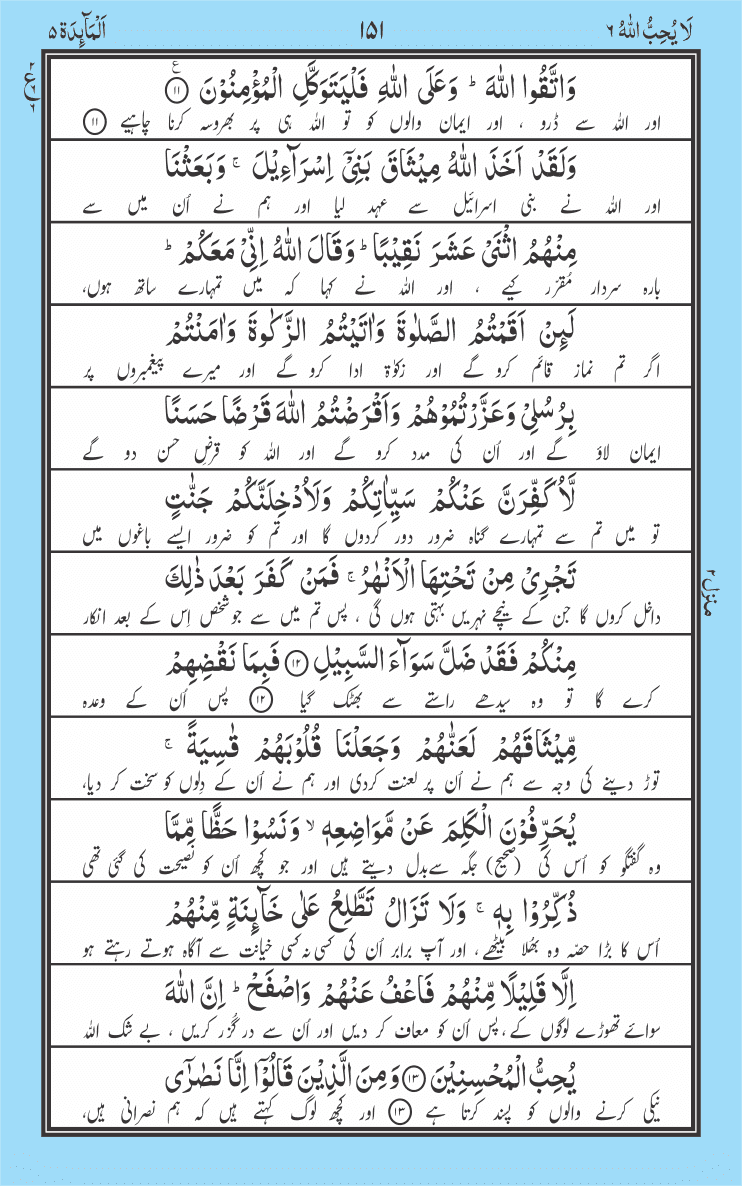 لَا يُحِبُّ اللّٰهُ ٦ ١٥١ اَلْمَآئِدَة ٥
وَاتَّقُوا اللّٰهَ ؕ وَعَلَى اللّٰهِ فَلْيَتَوَكَّلِ الْمُؤْمِنُوْنَ ۧ ١١
اور اللہ سے ڈرو ، اور ایمان والوں کو تو اللہ ہی پر بھروسہ کرنا چاہیے ١١
وَلَقَدْ اَخَذَ اللّٰهُ مِيْثَاقَ بَنِيْۤ اِسْرَآءِيْلَ ۚ وَبَعَثْنَا
اور اللہ نے بنی اسرائیل سے عہد لیا اور ہم نے اُن میں سے
مِنْهُمُ اثْنَيْ عَشَرَ نَقِيْبًا ؕ وَقَالَ اللّٰهُ اِنِّيْ مَعَكُمْ ؕ
بارہ سردار مُقرّر کیے ، اور اللہ نے کہا کہ میں تمہارے ساتھ ہوں،
لَىِٕنْ اَقَمْتُمُ الصَّلٰوةَ وَاٰتَيْتُمُ الزَّكٰوةَ وَاٰمَنْتُمْ
اگر تم نماز قائم کرو گے اور زکوٰۃ ادا کرو گے اور میرے پیغمبروں پر
بِرُسُلِيْ وَعَزَّرْتُمُوْهُمْ وَاَقْرَضْتُمُ اللّٰهَ قَرْضًا حَسَنًا
ایمان لاؤ گے اور اُن کی مدد کرو گے اور اللہ کو قرضِ حسن دو گے
لَّاُكَفِّرَنَّ عَنْكُمْ سَيِّاٰتِكُمْ وَلَاُدْخِلَنَّكُمْ جَنّٰتٍ
تو میں تم سے تمہارے گناہ ضرور دور کردوں گا اور تم کو ضرور ایسے باغوں میں
تَجْرِيْ مِنْ تَحْتِهَا الْاَنْهٰرُ ۚ فَمَنْ كَفَرَ بَعْدَ ذٰلِكَ
داخل کروں گا جن کے نیچے نہریں بہتی ہوں گی ، پس تم میں سے جو شخص اِس کے بعد انکار
مِنْكُمْ فَقَدْ ضَلَّ سَوَآءَ السَّبِيْلِ ١٢ فَبِمَا نَقْضِهِمْ
کرے گا تو وہ سیدھے راستے سے بھٹک گیا ١٢ پس اُن کے وعدہ
مِّيْثَاقَهُمْ لَعَنّٰهُمْ وَجَعَلْنَا قُلُوْبَهُمْ قٰسِيَةً ۚ
توڑ دینے کی وجہ سے ہم نے اُن پر لعنت کردی اور ہم نے اُن کے دِلوں کو سخت کر دیا،
يُحَرِّفُوْنَ الْكَلِمَ عَنْ مَّوَاضِعِهٖ ۙ وَنَسُوْا حَظًّا مِّمَّا
وہ گفتگو کو اُس کی (صحیح) جگہ سے بدل دیتے ہیں اور جو کچھ اُن کو نصیحت کی گئی تھی
ذُكِّرُوْا بِهٖ ۚ وَلَا تَزَالُ تَطَّلِعُ عَلٰى خَآىِٕنَةٍ مِّنْهُمْ
اُس کا بڑا حصّہ وہ بھُلا بیٹھے، اور آپ برابر اُن کی کسی نہ کسی خیانت سے آگاہ ہوتے رہتے ہو
اِلَّا قَلِيْلًا مِّنْهُمْ فَاعْفُ عَنْهُمْ وَاصْفَحْ ؕ اِنَّ اللّٰهَ
سوائے تھوڑے لوگوں کے ، پس اُن کو معاف کر دیں اور اُن سے درگُزر کریں ، بے شک اللہ
يُحِبُّ الْمُحْسِنِيْنَ ١٣ وَمِنَ الَّذِيْنَ قَالُوْۤا اِنَّا نَصٰرٰۤى
نیکی کرنے والوں کو پسند کرتا ہے ١٣ اور کچھ لوگ کہتے ہیں کہ ہم نصرانی ہیں،
منزل ٢